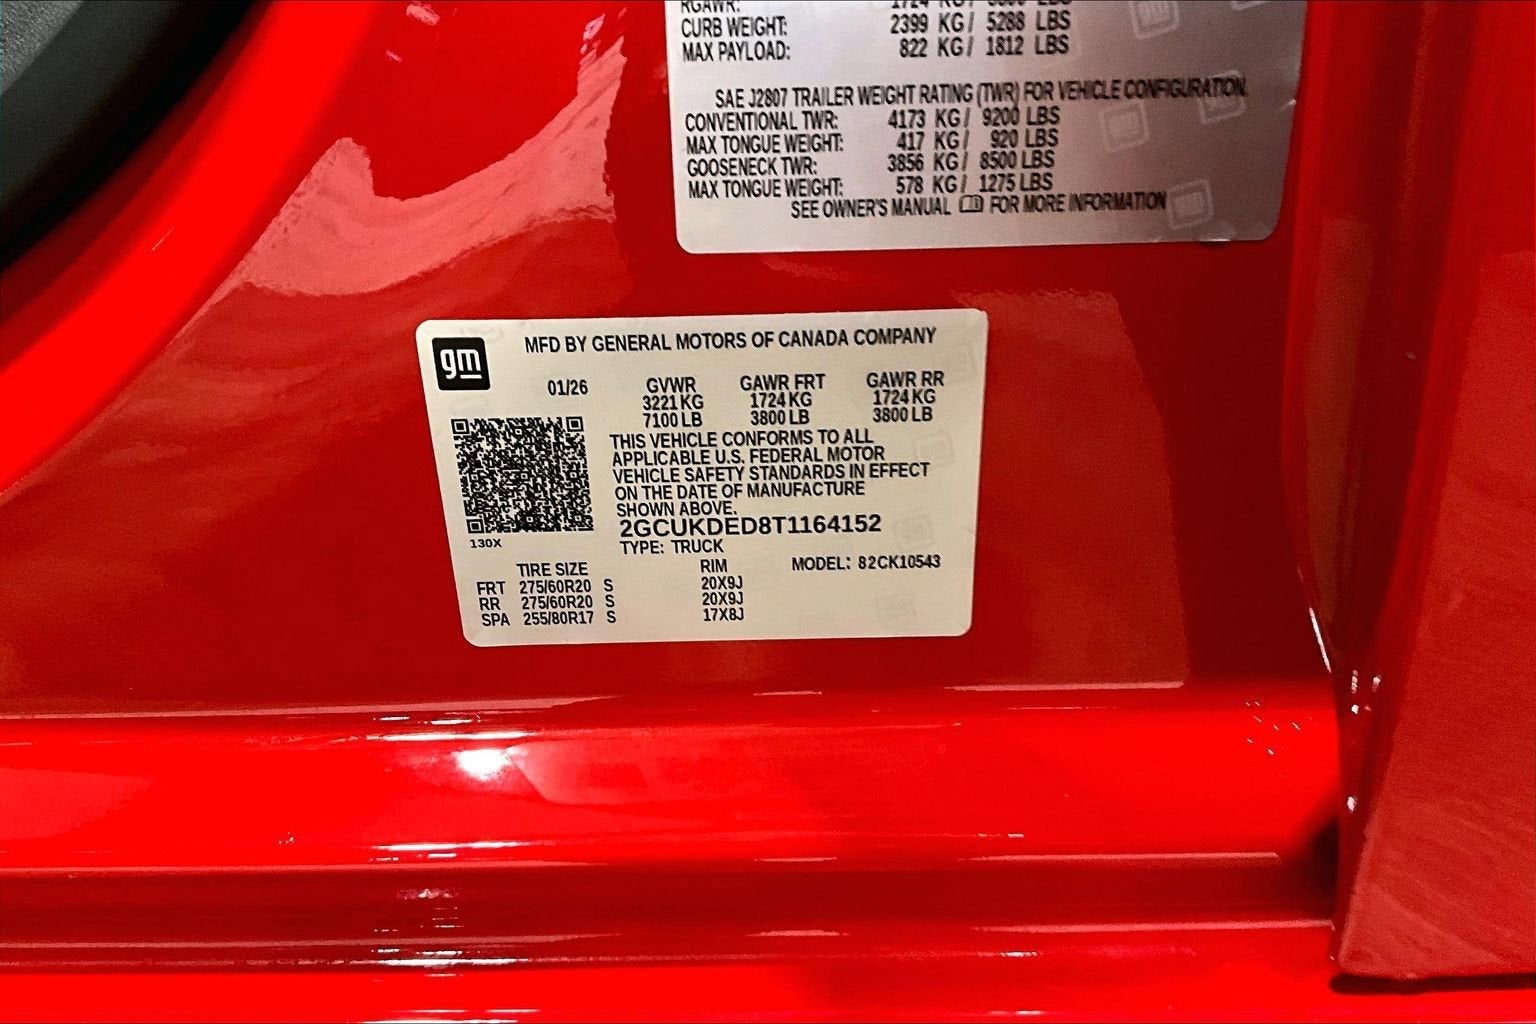 RGAWR: 1724 KG / 3800 LBS
CURB WEIGHT: 2399 KG / 5288 LBS
MAX PAYLOAD: 822 KG / 1812 LBS
SAE J2807 TRAILER WEIGHT RATING (TWR) FOR VEHICLE CONFIGURATION
CONVENTIONAL TWR: 4173 KG / 9200 LBS
MAX TONGUE WEIGHT: 417 KG / 920 LBS
GOOSENECK TWR: 3856 KG / 8500 LBS
MAX TONGUE WEIGHT: 578 KG / 1275 LBS
SEE OWNER'S MANUAL FOR MORE INFORMATION
gm
MFD BY GENERAL MOTORS OF CANADA COMPANY
01/26 GVWR GAWR FRT GAWR RR
3221 KG 1724 KG 1724 KG
7100 LB 3800 LB 3800 LB
THIS VEHICLE CONFORMS TO ALL
APPLICABLE U.S. FEDERAL MOTOR
VEHICLE SAFETY STANDARDS IN EFFECT
ON THE DATE OF MANUFACTURE
SHOWN ABOVE.
2GCUKDED8T1164152
130X
TYPE: TRUCK
TIRE SIZE RIM MODEL: 82CK10543
FRT 275/60R20 S 20X9J
RR 275/60R20 S 20X9J
SPA 255/80R17 S 17X8J